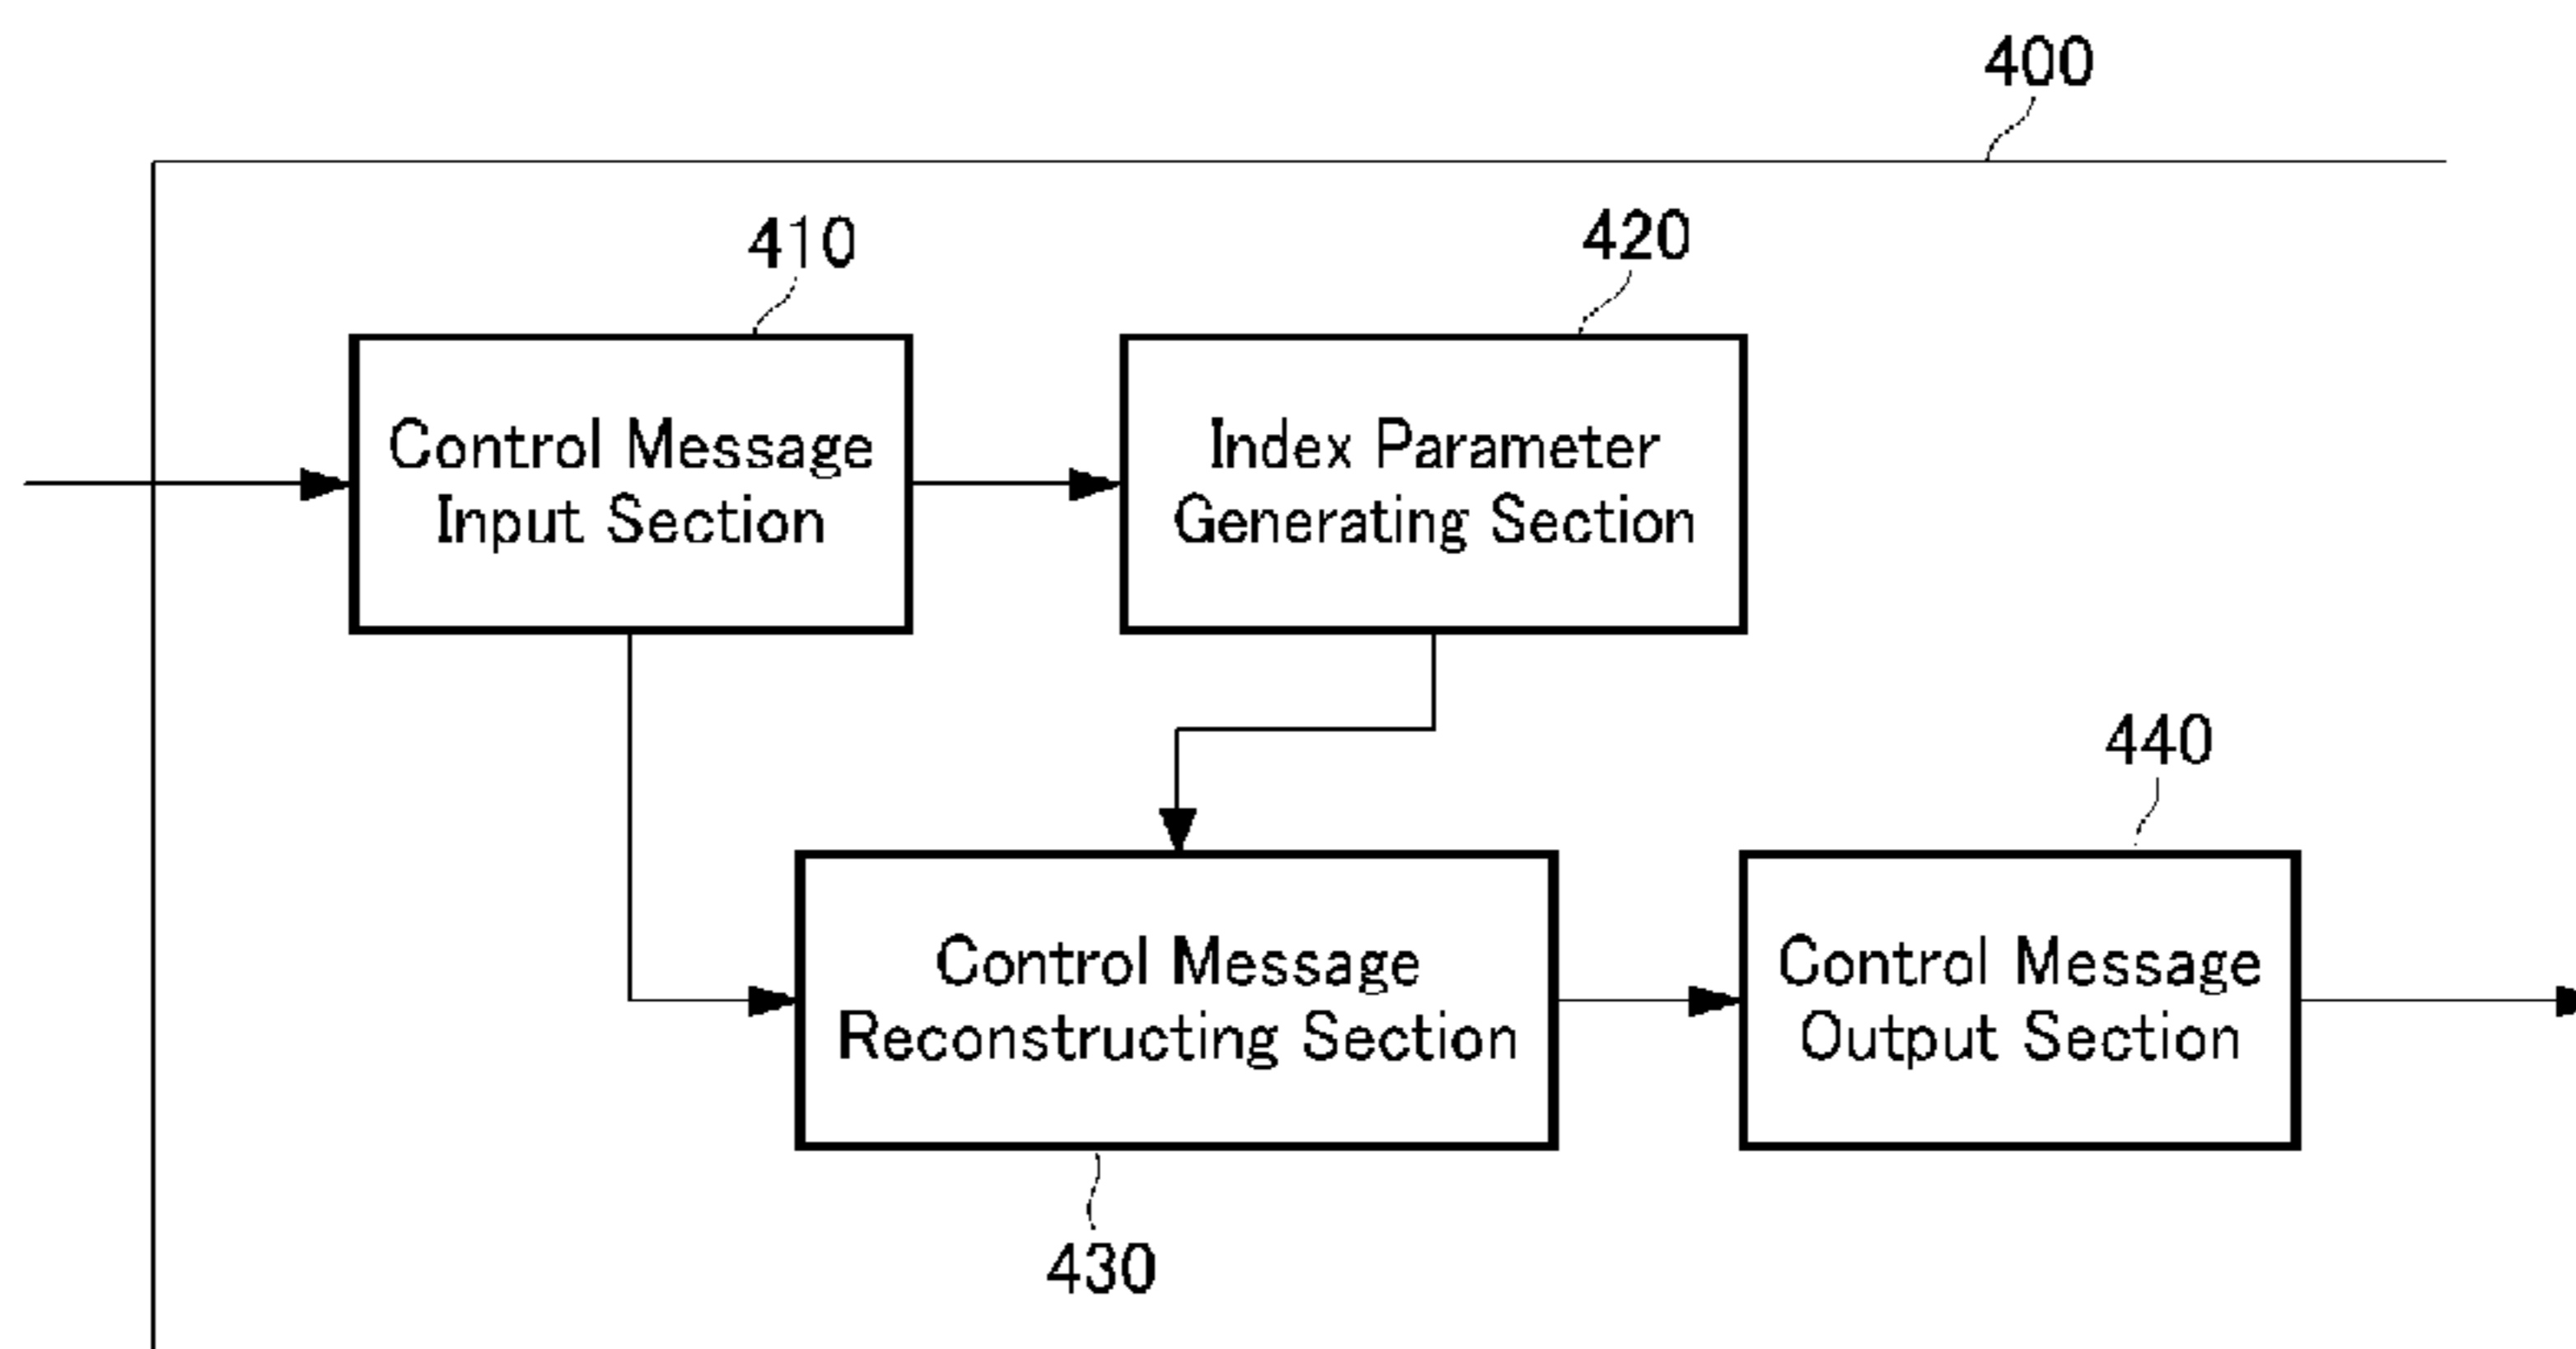 400
410
420
Control Message
Input Section
Index Parameter
Generating Section
440
Control Message
Reconstructing Section
Control Message
Output Section
430